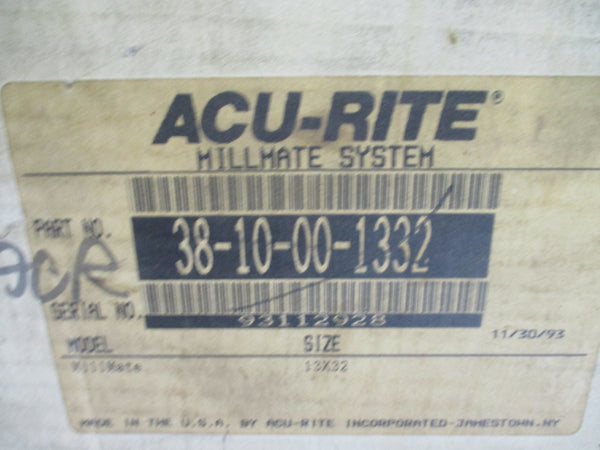 ACU-RITE®
MILLMATE SYSTEM
PART NO.
38-10-00-1332
ACR
SERIAL NO.
93112928
11/30/93
MODEL SIZE
MillMate 13X32
MADE IN THE U.S.A. BY ACU-RITE INCORPORATED-JAMESTOWN,NY